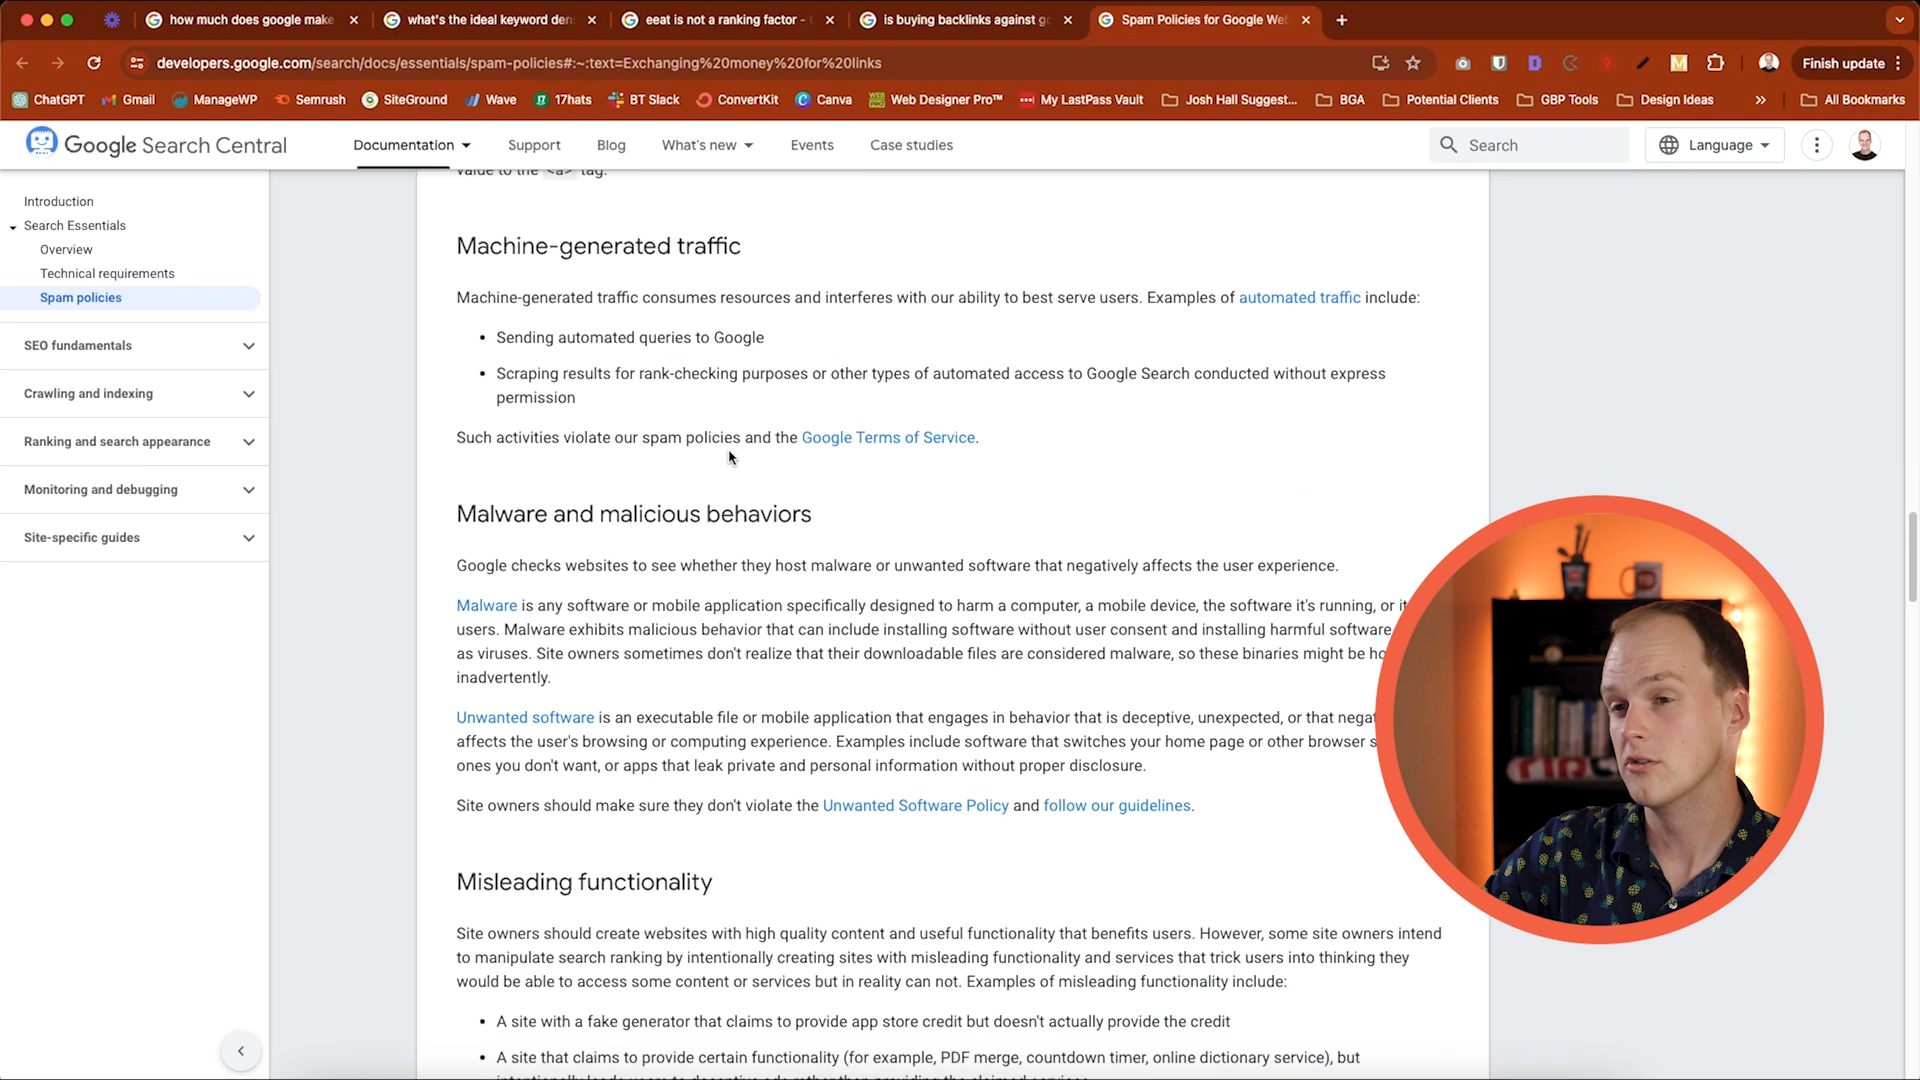 how much does google make
what's the ideal keyword den
eeat is not a ranking factor -
is buying backlinks against go
Spam Policies for Google We
developers.google.com/search/docs/essentials/spam-policies#:~:text=Exchanging%20money%20for%20links
Finish update
ChatGPT
Gmail
ManageWP
Semrush
SiteGround
Wave
17hats
BT Slack
ConvertKit
Canva
Web Designer Pro™
My LastPass Vault
Josh Hall Suggest...
BGA
Potential Clients
GBP Tools
Design Ideas
»
All Bookmarks
Google Search Central
Documentation
Support
Blog
What's new
Events
Case studies
Search
Language
Introduction
Search Essentials
Overview
Technical requirements
Spam policies
SEO fundamentals
Crawling and indexing
Ranking and search appearance
Monitoring and debugging
Site-specific guides
value to the <a> tag.
Machine-generated traffic
Machine-generated traffic consumes resources and interferes with our ability to best serve users. Examples of automated traffic include:
• Sending automated queries to Google
• Scraping results for rank-checking purposes or other types of automated access to Google Search conducted without express
permission
Such activities violate our spam policies and the Google Terms of Service.
Malware and malicious behaviors
Google checks websites to see whether they host malware or unwanted software that negatively affects the user experience.
Malware is any software or mobile application specifically designed to harm a computer, a mobile device, the software it's running, or it
users. Malware exhibits malicious behavior that can include installing software without user consent and installing harmful software
as viruses. Site owners sometimes don't realize that their downloadable files are considered malware, so these binaries might be ho
inadvertently.
Unwanted software is an executable file or mobile application that engages in behavior that is deceptive, unexpected, or that negat
affects the user's browsing or computing experience. Examples include software that switches your home page or other browser s
ones you don't want, or apps that leak private and personal information without proper disclosure.
Site owners should make sure they don't violate the Unwanted Software Policy and follow our guidelines.
Misleading functionality
Site owners should create websites with high quality content and useful functionality that benefits users. However, some site owners intend
to manipulate search ranking by intentionally creating sites with misleading functionality and services that trick users into thinking they
would be able to access some content or services but in reality can not. Examples of misleading functionality include:
• A site with a fake generator that claims to provide app store credit but doesn't actually provide the credit
• A site that claims to provide certain functionality (for example, PDF merge, countdown timer, online dictionary service), but